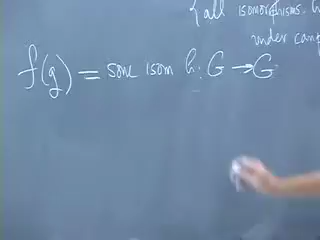 {all isomorphisms h
under comp
f(g) = some isom h: G → G